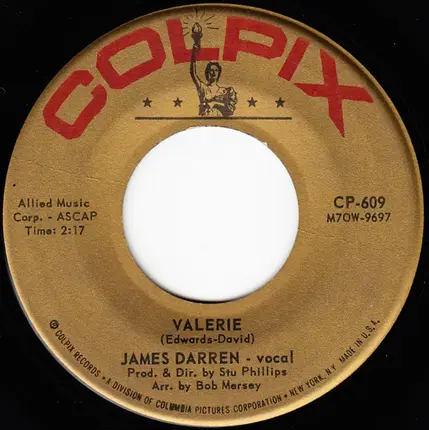 COLPIX
Allied Music
Corp. - ASCAP
Time: 2:17
CP-609
M7OW-9697
VALERIE
(Edwards-David)
JAMES DARREN - vocal
Prod. & Dir. by Stu Phillips
Arr. by Bob Mersey
© COLPIX RECORDS • A DIVISION OF COLUMBIA PICTURES CORPORATION • NEW YORK, N.Y. MADE IN U.S.A.